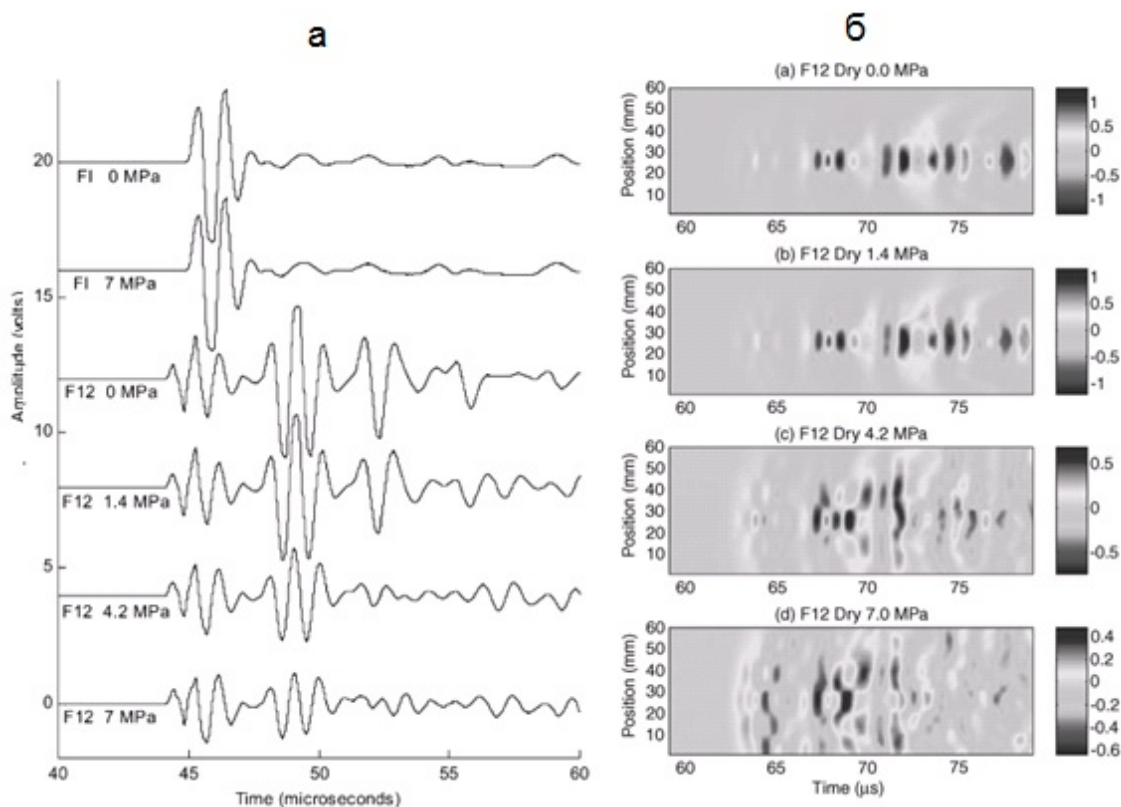 а
20
15
10
5
0
FI 0 MPa
FI 7 MPa
F12 0 MPa
F12 1.4 MPa
F12 4.2 MPa
F12 7 MPa
Amlitude (volts)
40 45 50 55 60
Time (microseconds)
б
(a) F12 Dry 0.0 MPa
Position (mm)
60
50
40
30
20
10
60 65 70 75
1
0.5
0
-0.5
-1
(b) F12 Dry 1.4 MPa
Position (mm)
60
50
40
30
20
10
60 65 70 75
1
0.5
0
-0.5
-1
(c) F12 Dry 4.2 MPa
Position (mm)
60
50
40
30
20
10
60 65 70 75
0.5
0
-0.5
(d) F12 Dry 7.0 MPa
Position (mm)
60
50
40
30
20
10
60 65 70 75
Time (μs)
0.4
0.2
0
-0.2
-0.4
-0.6